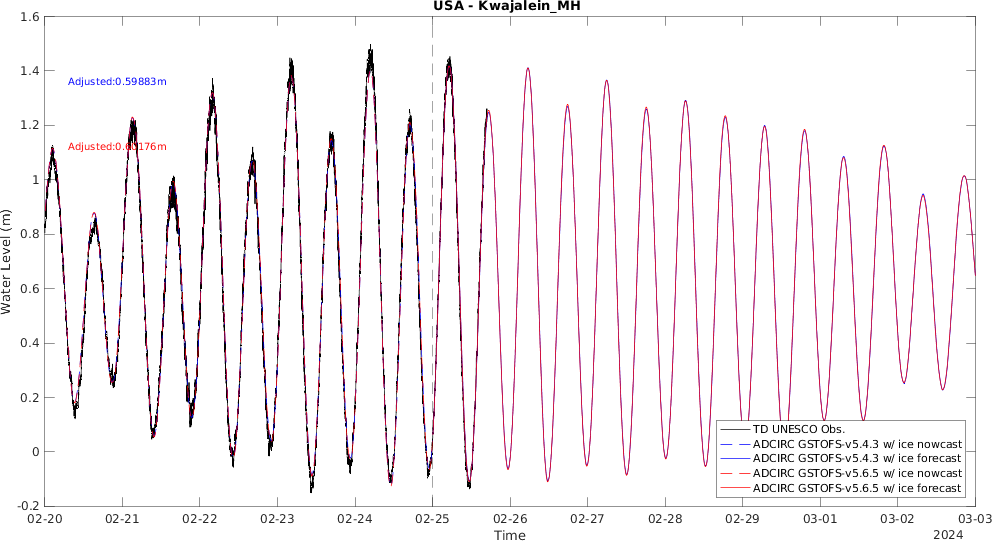 USA - Kwajalein_MH
1.6
1.4
1.2
1
0.8
0.6
0.4
0.2
0
-0.2
Water Level (m)
Adjusted:0.59883m
TD UNESCO Obs.
ADCIRC GSTOFS-v5.4.3 w/ ice nowcast
ADCIRC GSTOFS-v5.4.3 w/ ice forecast
ADCIRC GSTOFS-v5.6.5 w/ ice nowcast
ADCIRC GSTOFS-v5.6.5 w/ ice forecast
02-20 02-21 02-22 02-23 02-24 02-25 02-26 02-27 02-28 02-29 03-01 03-02 03-03
Time
2024